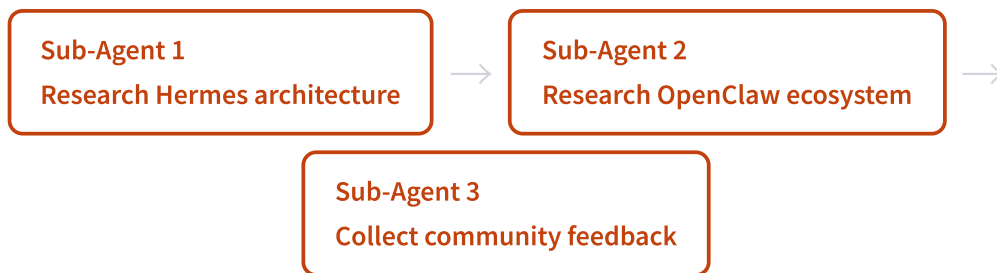 Sub-Agent 1
Research Hermes architecture
Sub-Agent 2
Research OpenClaw ecosystem
Sub-Agent 3
Collect community feedback